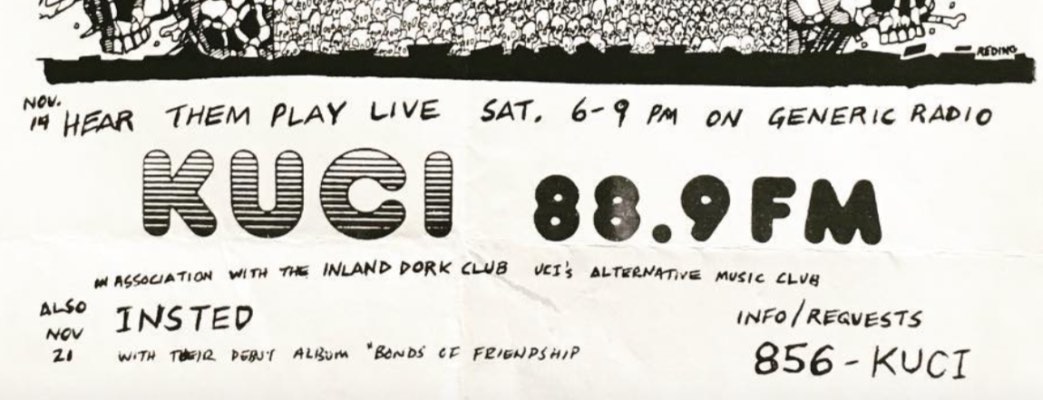 REDING
NOV. 14 HEAR THEM PLAY LIVE SAT. 6-9 PM ON GENERIC RADIO
KUCI 88.9 FM
IN ASSOCIATION WITH THE INLAND DORK CLUB UCI'S ALTERNATIVE MUSIC CLUB
ALSO NOV 21
INSTED
WITH THEIR DEBUT ALBUM "BONDS OF FRIENDSHIP
INFO/REQUESTS
856-KUCI